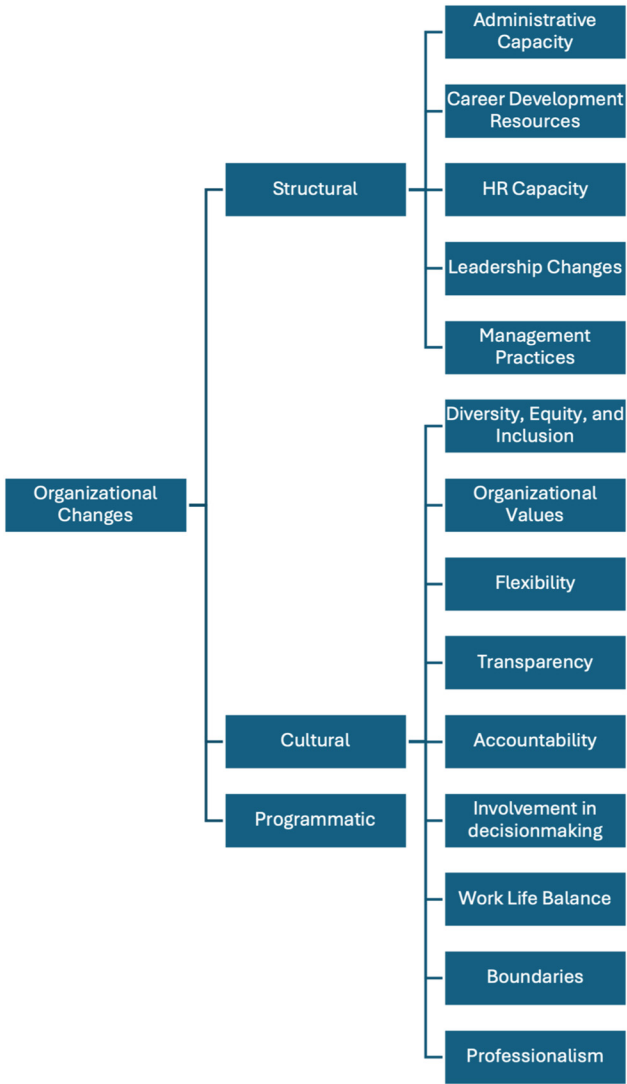 Organizational
Changes
Structural
Administrative
Capacity
Career Development
Resources
HR Capacity
Leadership Changes
Management
Practices
Cultural
Diversity, Equity, and
Inclusion
Organizational
Values
Flexibility
Transparency
Accountability
Involvement in
decisionmaking
Work Life Balance
Boundaries
Professionalism
Programmatic